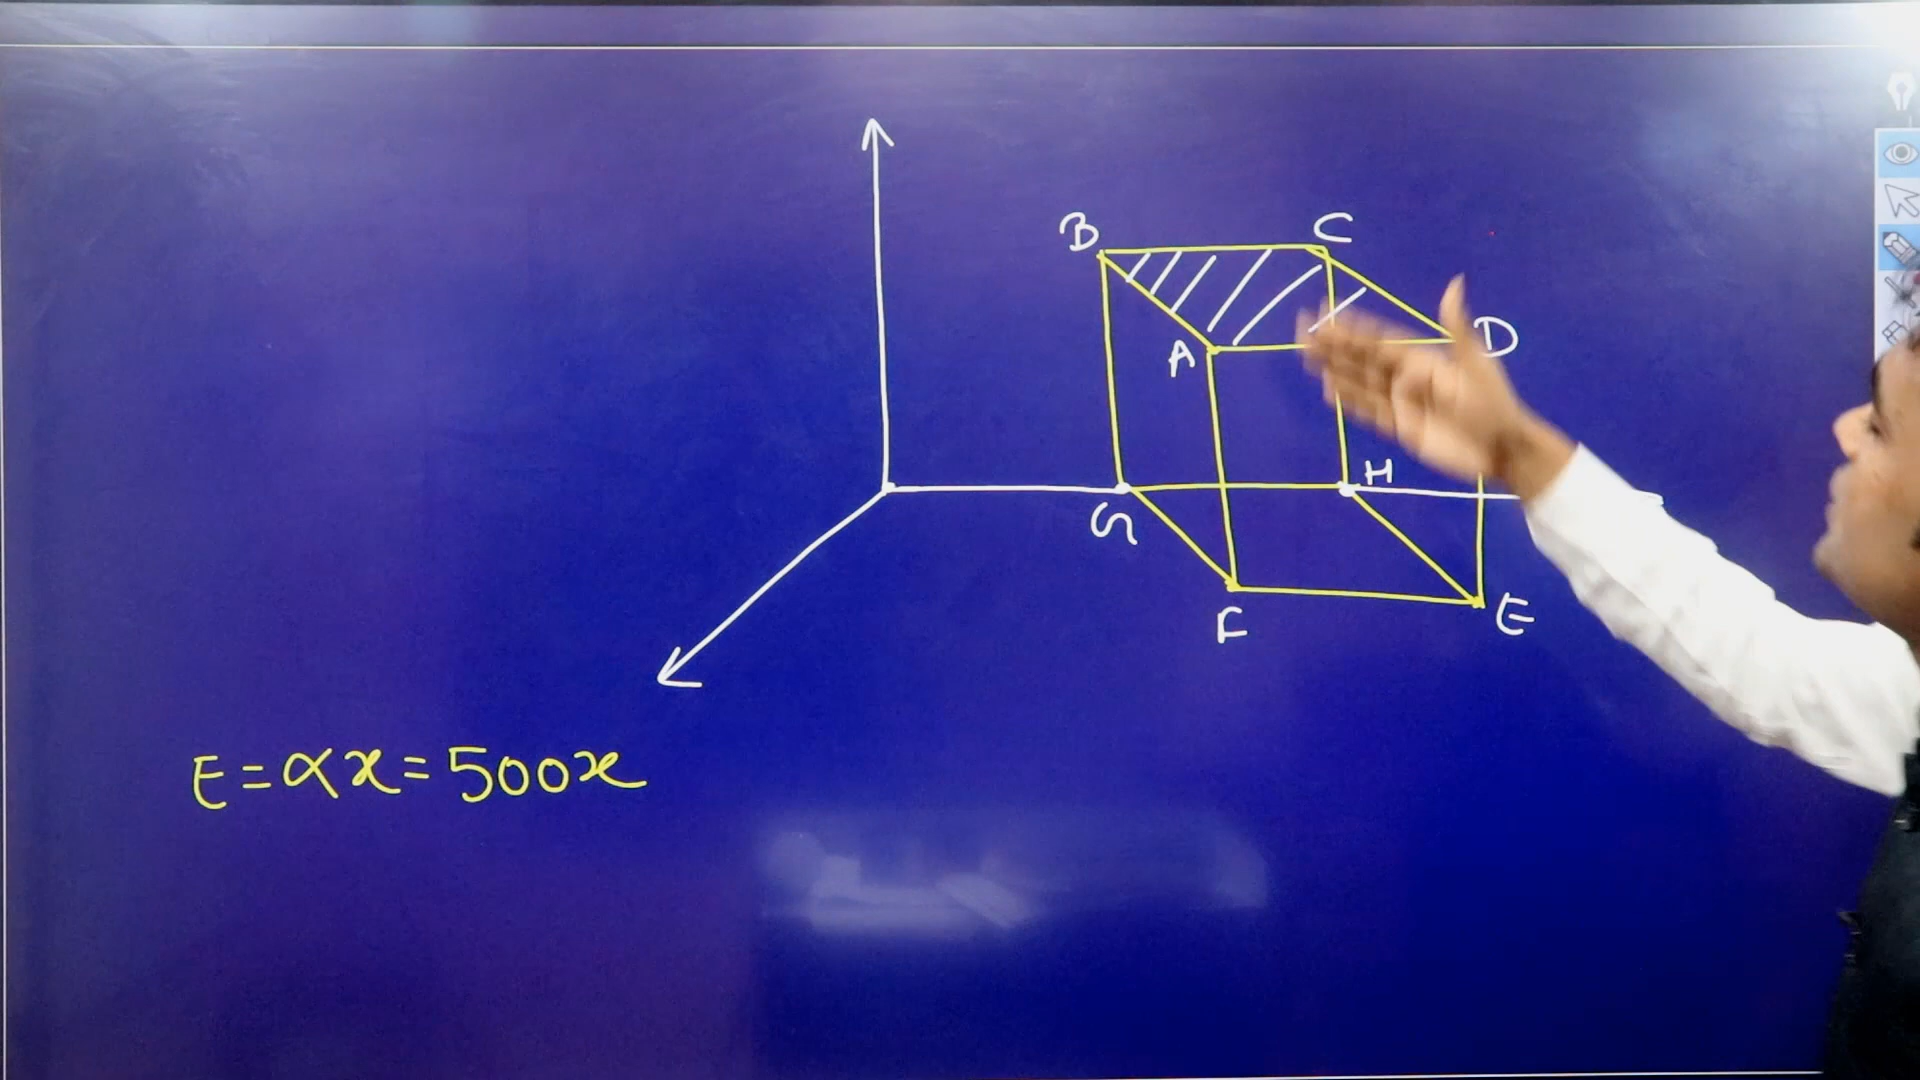 B C
A D
H
G
F E
E = αx = 500x